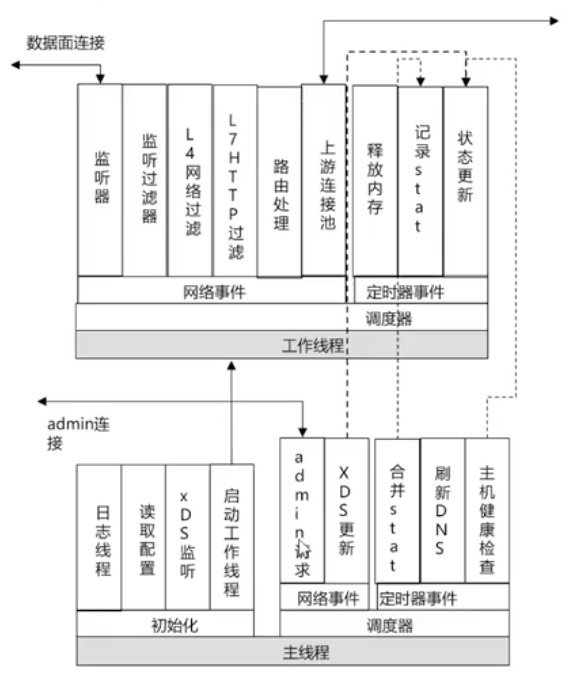 数据面连接
监听器
监听过滤器
L4网络过滤
L7HTTP过滤
路由处理
上游连接池
释放内存
记录stat
状态更新
网络事件
定时器事件
调度器
工作线程
admin连
接
日志线程
读取配置
xDS监听
启动工作线程
admin请求
XDS更新
合并stat
刷新DNS
主机健康检查
初始化
网络事件
定时器事件
调度器
主线程